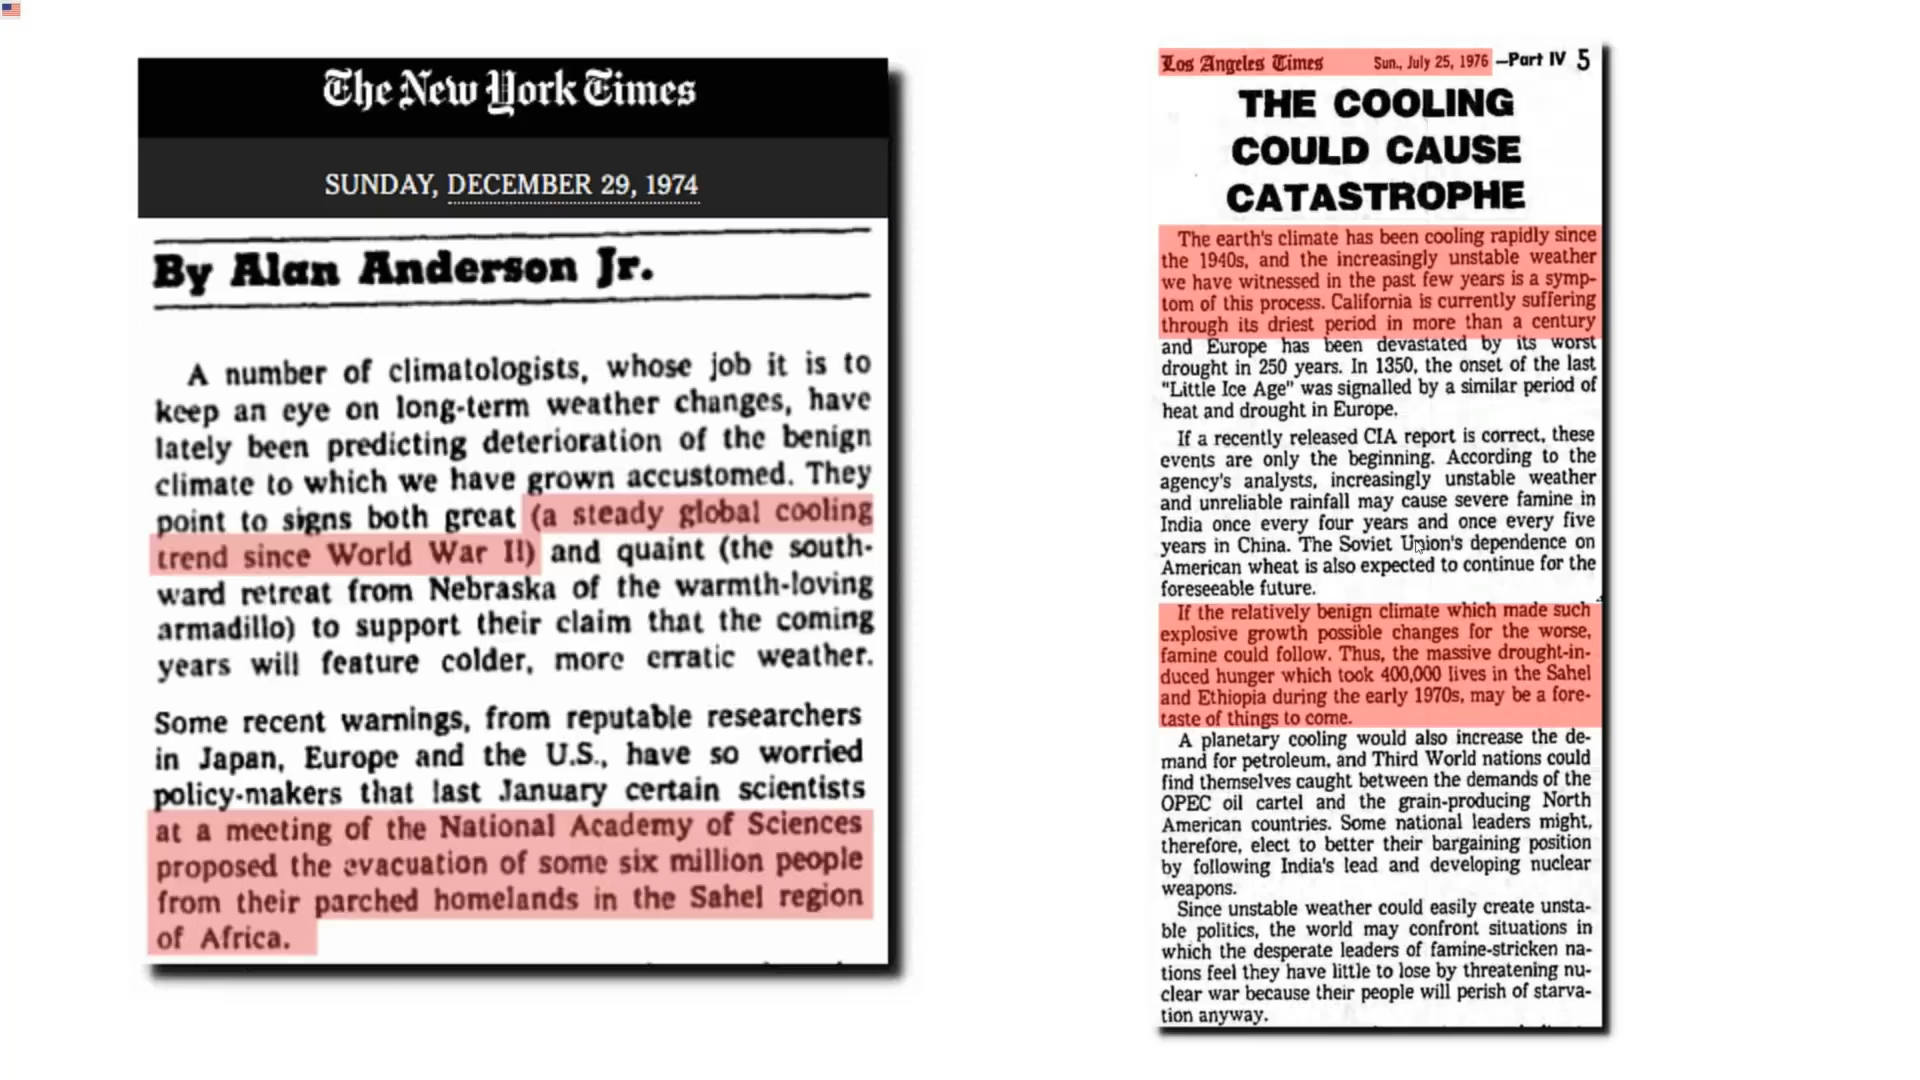 The New York Times
SUNDAY, DECEMBER 29, 1974
By Alan Anderson Jr.
A number of climatologists, whose job it is to
keep an eye on long-term weather changes, have
lately been predicting deterioration of the benign
climate to which we have grown accustomed. They
point to signs both great (a steady global cooling
trend since World War II) and quaint (the south-
ward retreat from Nebraska of the warmth-loving
armadillo) to support their claim that the coming
years will feature colder, more erratic weather.
Some recent warnings, from reputable researchers
in Japan, Europe and the U.S., have so worried
policy-makers that last January certain scientists
at a meeting of the National Academy of Sciences
proposed the evacuation of some six million people
from their parched homelands in the Sahel region
of Africa.
Los Angeles Times Sun., July 25, 1976 —Part IV 5
THE COOLING
COULD CAUSE
CATASTROPHE
The earth's climate has been cooling rapidly since
the 1940s, and the increasingly unstable weather
we have witnessed in the past few years is a symp-
tom of this process. California is currently suffering
through its driest period in more than a century
and Europe has been devastated by its worst
drought in 250 years. In 1350, the onset of the last
"Little Ice Age" was signalled by a similar period of
heat and drought in Europe.
If a recently released CIA report is correct, these
events are only the beginning. According to the
agency's analysts, increasingly unstable weather
and unreliable rainfall may cause severe famine in
India once every four years and once every five
years in China. The Soviet Union's dependence on
American wheat is also expected to continue for the
foreseeable future.
If the relatively benign climate which made such
explosive growth possible changes for the worse,
famine could follow. Thus, the massive drought-in-
duced hunger which took 400,000 lives in the Sahel
and Ethiopia during the early 1970s, may be a fore-
taste of things to come.
A planetary cooling would also increase the de-
mand for petroleum, and Third World nations could
find themselves caught between the demands of the
OPEC oil cartel and the grain-producing North
American countries. Some national leaders might,
therefore, elect to better their bargaining position
by following India's lead and developing nuclear
weapons.
Since unstable weather could easily create unsta-
ble politics, the world may confront situations in
which the desperate leaders of famine-stricken na-
tions feel they have little to lose by threatening nu-
clear war because their people will perish of starva-
tion anyway.